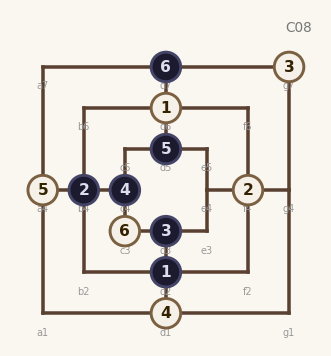 C08
6 3
a7 d7 g7
1
b6 d6 f6
5
c5 d5 e5
5 2 4 2
a4 b4 c4 e4 f4 g4
6 3
c3 d3 e3
1
b2 d2 f2
4
a1 d1 g1